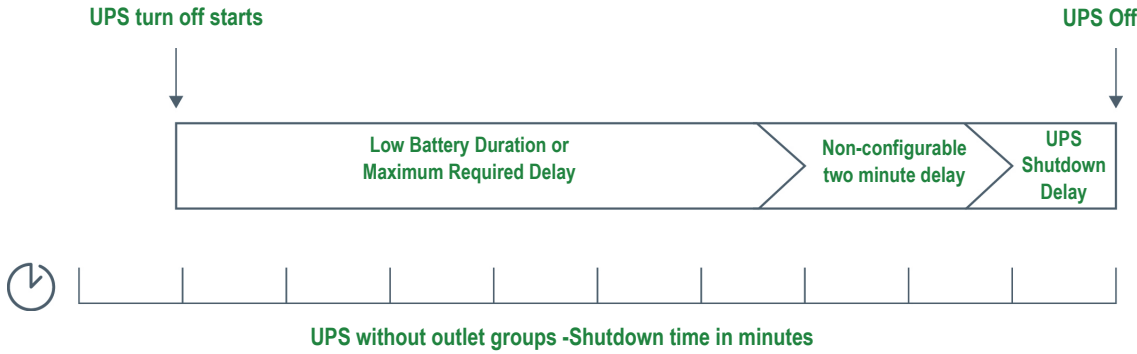 UPS turn off starts
UPS Off
Low Battery Duration or
Maximum Required Delay
Non-configurable
two minute delay
UPS
Shutdown
Delay
UPS without outlet groups -Shutdown time in minutes